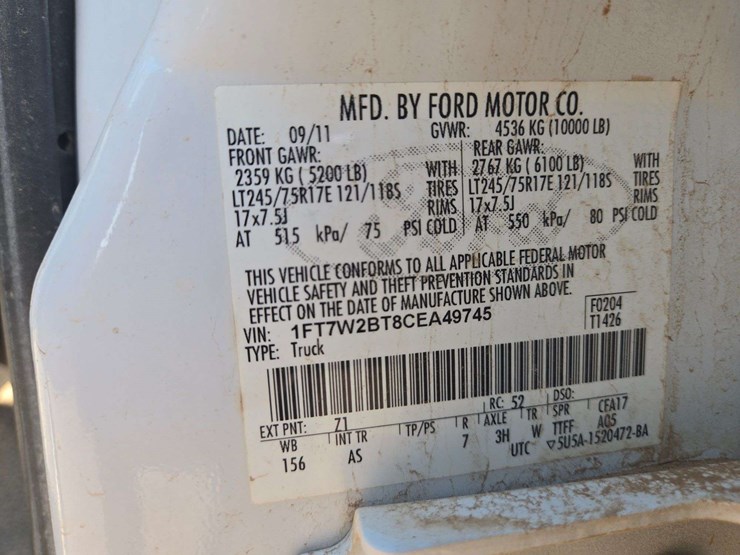 MFD. BY FORD MOTOR CO.
DATE: 09/11 GVWR: 4536 KG (10000 LB)
FRONT GAWR: REAR GAWR:
2359 KG ( 5200 LB) WITH 2767 KG ( 6100 LB) WITH
LT245/75R17E 121/118S TIRES LT245/75R17E 121/118S TIRES
17x7.5J RIMS 17x7.5J RIMS
AT 515 kPa/ 75 PSI COLD AT 550 kPa/ 80 PSI COLD
THIS VEHICLE CONFORMS TO ALL APPLICABLE FEDERAL MOTOR
VEHICLE SAFETY AND THEFT PREVENTION STANDARDS IN
EFFECT ON THE DATE OF MANUFACTURE SHOWN ABOVE.
VIN: 1FT7W2BT8CEA49745 F0204
TYPE: Truck T1426
EXT PNT: Z1 RC: 52 DSO:
WB INT TR TP/PS R AXLE TR SPR CEA17
156 AS 7 3H W TTFF A05
UTC ▽5U5A-1520472-BA